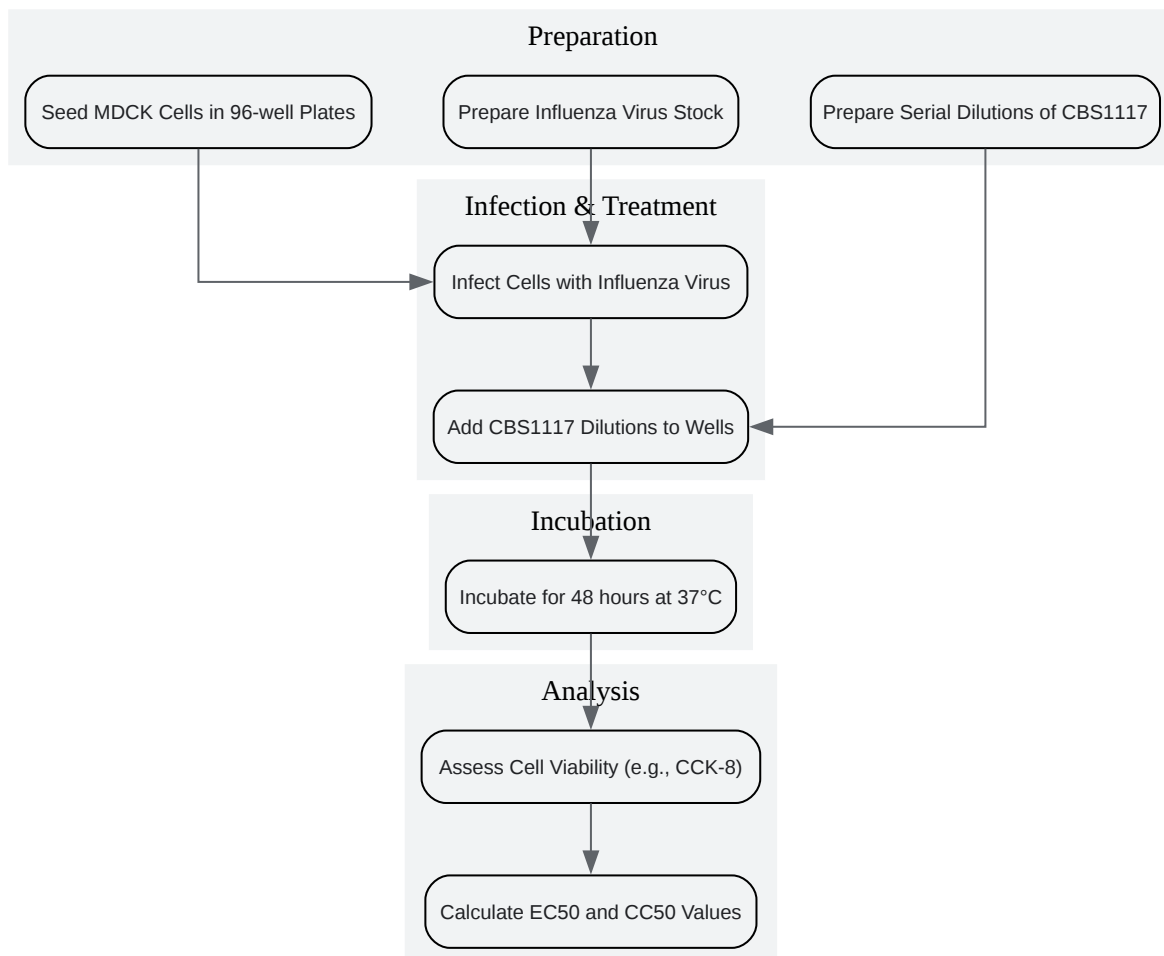 Preparation
Seed MDCK Cells in 96-well Plates
Prepare Influenza Virus Stock
Prepare Serial Dilutions of CBS1117
Infection & Treatment
Infect Cells with Influenza Virus
Add CBS1117 Dilutions to Wells
Incubation
Incubate for 48 hours at 37°C
Analysis
Assess Cell Viability (e.g., CCK-8)
Calculate EC50 and CC50 Values